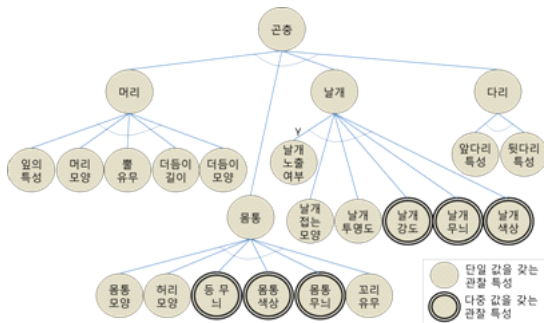 곤충
머리
날개
다리
잎의
특성
머리
모양
뿔
유무
더듬이
길이
더듬이
모양
Y
날개
노출
여부
앞다리
특성
뒷다리
특성
몸통
날개
접는
모양
날개
투명도
날개
강도
날개
무늬
날개
색상
몸통
모양
허리
모양
등 무
늬
몸통
색상
몸통
무늬
꼬리
유무
단일 값을 갖는
관찰 특성
다중 값을 갖는
관찰 특성